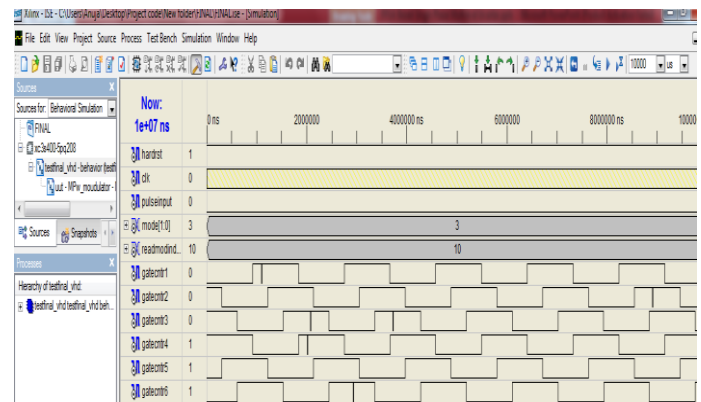 Xilinx - ISE - C:\Users\Anuja\Desktop\Project code\New folder\FINAL\FINAL.ise - [Simulation]
File Edit View Project Source Process Test Bench Simulation Window Help
10000 us
Sources
Sources for: Behavioral Simulation
FINAL
xc3s400-5pq208
testfinal_vhd - behavior (testfi
uut - MPw_moudulator -
Sources Snapshots
Processes
Hierarchy of testfinal_vhd:
testfinal_vhd testfinal_vhd beh...
Now:
1e+07 ns
0 ns 2000000 4000000 ns 6000000 8000000 ns 10000
hardrst 1
clk 0
pulseinput 0
mode[1:0] 3 3
readmodind... 10 10
gatecntr1 0
gatecntr2 0
gatecntr3 0
gatecntr4 1
gatecntr5 1
gatecntr6 1